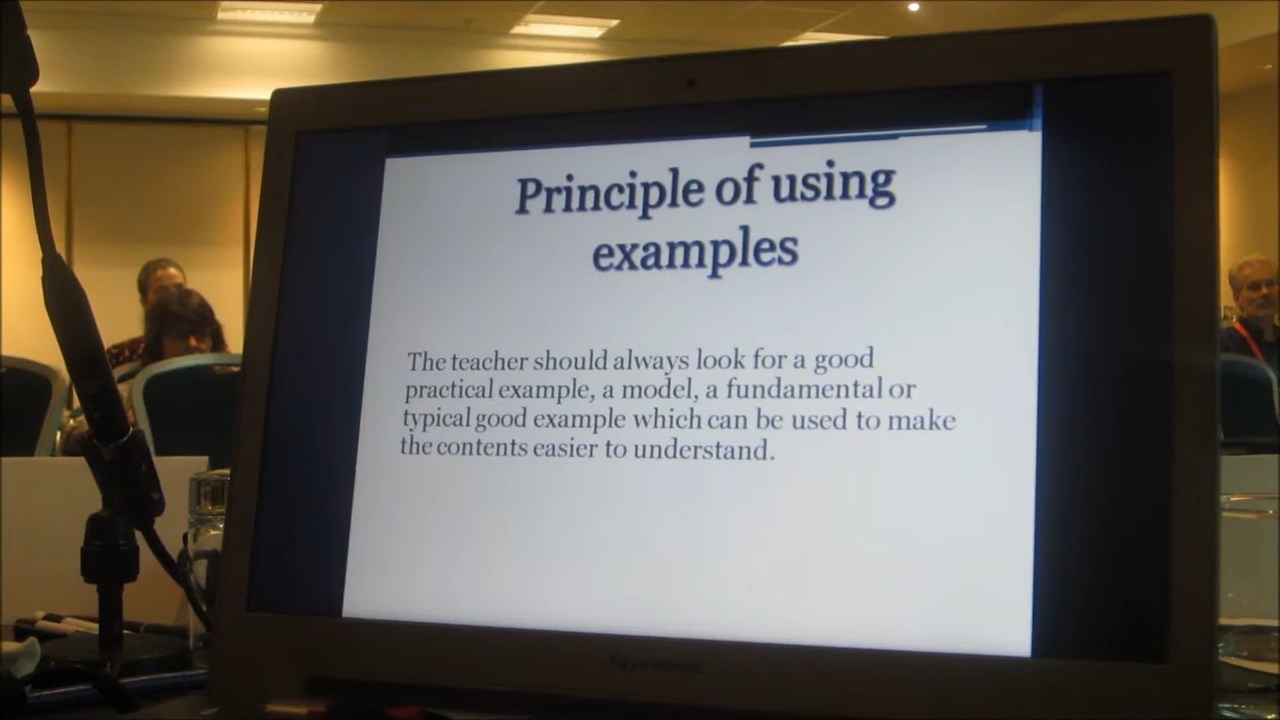 Principle of using
examples
The teacher should always look for a good
practical example, a model, a fundamental or
typical good example which can be used to make
the contents easier to understand.